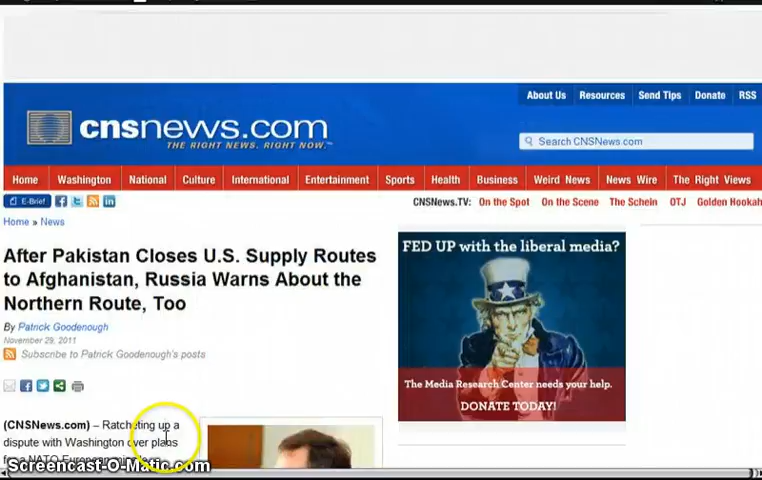 About Us Resources Send Tips Donate RSS
cnsnews.com
THE RIGHT NEWS. RIGHT NOW.
Search CNSNews.com
Home Washington National Culture International Entertainment Sports Health Business Weird News News Wire The Right Views
E-Brief
CNSNews.TV: On the Spot On the Scene The Schein OTJ Golden Hookah
Home » News
After Pakistan Closes U.S. Supply Routes
to Afghanistan, Russia Warns About the
Northern Route, Too
By Patrick Goodenough
November 29, 2011
Subscribe to Patrick Goodenough's posts
(CNSNews.com) – Ratcheting up a
dispute with Washington over plans
FED UP with the liberal media?
The Media Research Center needs your help.
DONATE TODAY!
Screencast-O-Matic.com